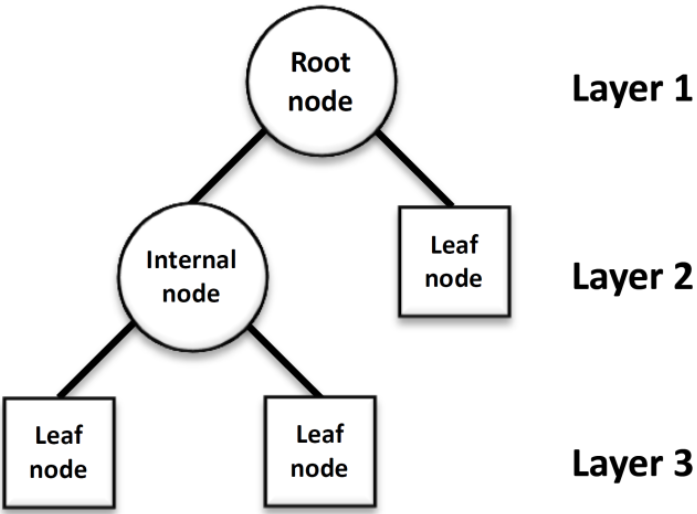 Root
node
Layer 1
Internal
node
Leaf
node
Layer 2
Leaf
node
Leaf
node
Layer 3